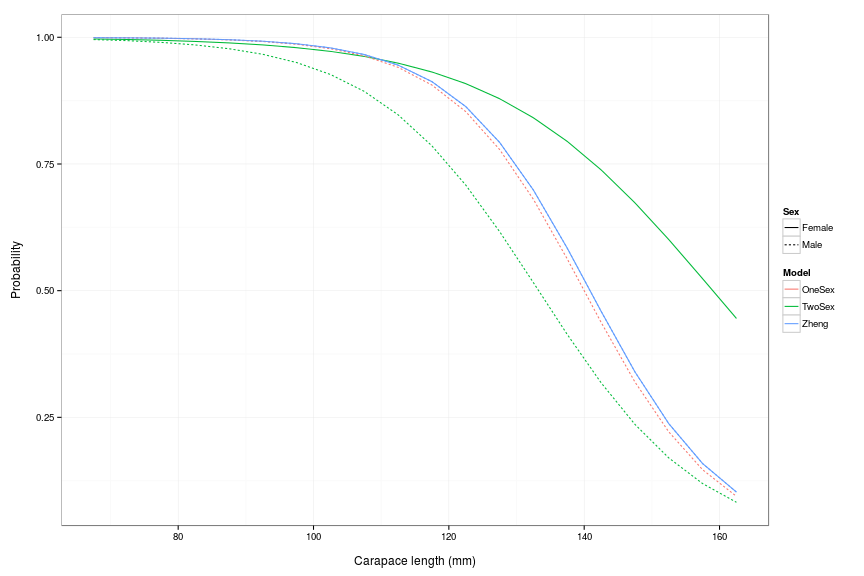 1.00
0.75
0.50
0.25
Probability
80 100 120 140 160
Carapace length (mm)
Sex
Female
Male
Model
OneSex
TwoSex
Zheng